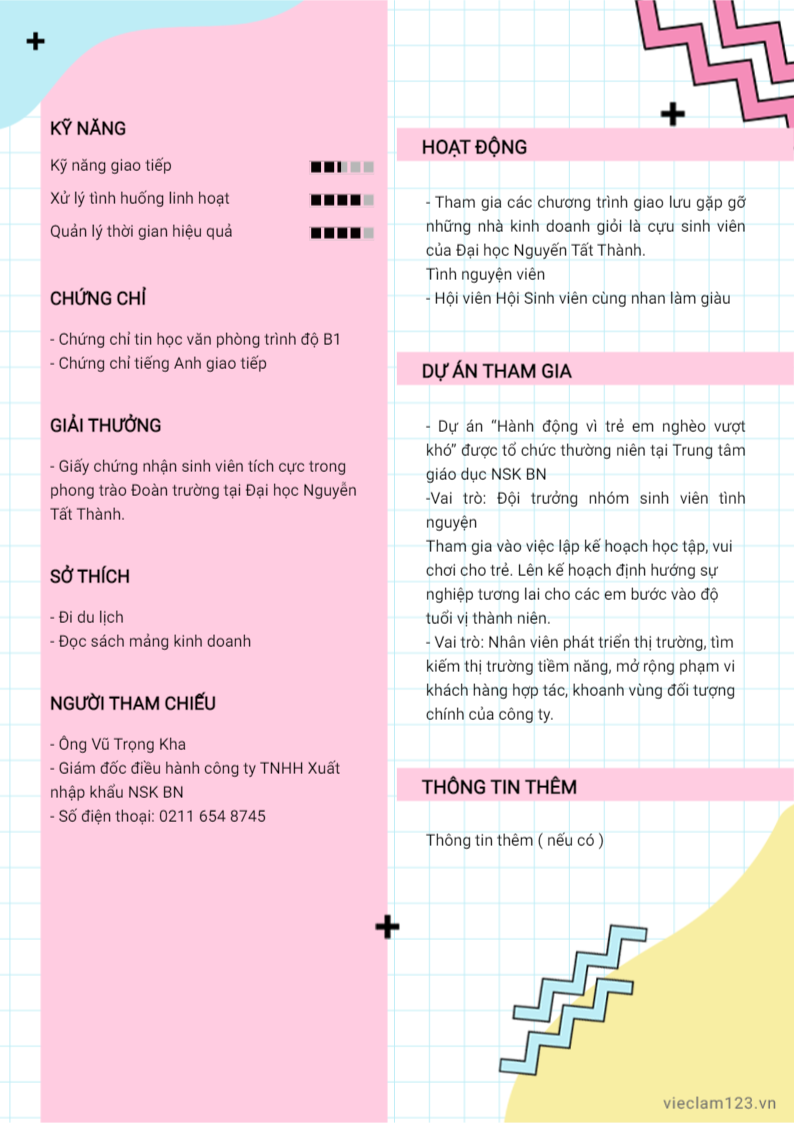 KỸ NĂNG
Kỹ năng giao tiếp
Xử lý tình huống linh hoạt
Quản lý thời gian hiệu quả
CHỨNG CHỈ
- Chứng chỉ tin học văn phòng trình độ B1
- Chứng chỉ tiếng Anh giao tiếp
GIẢI THƯỞNG
- Giấy chứng nhận sinh viên tích cực trong
phong trào Đoàn trường tại Đại học Nguyễn
Tất Thành.
SỞ THÍCH
- Đi du lịch
- Đọc sách mảng kinh doanh
NGƯỜI THAM CHIẾU
- Ông Vũ Trọng Kha
- Giám đốc điều hành công ty TNHH Xuất
nhập khẩu NSK BN
- Số điện thoại: 0211 654 8745
HOẠT ĐỘNG
- Tham gia các chương trình giao lưu gặp gỡ
những nhà kinh doanh giỏi là cựu sinh viên
của Đại học Nguyến Tất Thành.
Tình nguyện viên
- Hội viên Hội Sinh viên cùng nhan làm giàu
DỰ ÁN THAM GIA
- Dự án “Hành động vì trẻ em nghèo vượt
khó” được tổ chức thường niên tại Trung tâm
giáo dục NSK BN
-Vai trò: Đội trưởng nhóm sinh viên tình
nguyện
Tham gia vào việc lập kế hoạch học tập, vui
chơi cho trẻ. Lên kế hoạch định hướng sự
nghiệp tương lai cho các em bước vào độ
tuổi vị thành niên.
- Vai trò: Nhân viên phát triển thị trường, tìm
kiếm thị trường tiềm năng, mở rộng phạm vi
khách hàng hợp tác, khoanh vùng đối tượng
chính của công ty.
THÔNG TIN THÊM
Thông tin thêm ( nếu có )
vieclam123.vn